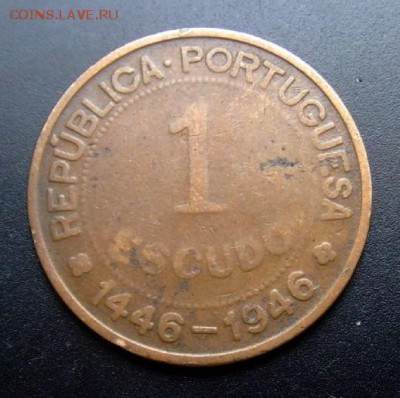 COINS.LAVE.RU
REPÚBLICA · PORTUGUESA
1
ESCUDO
1446-1946